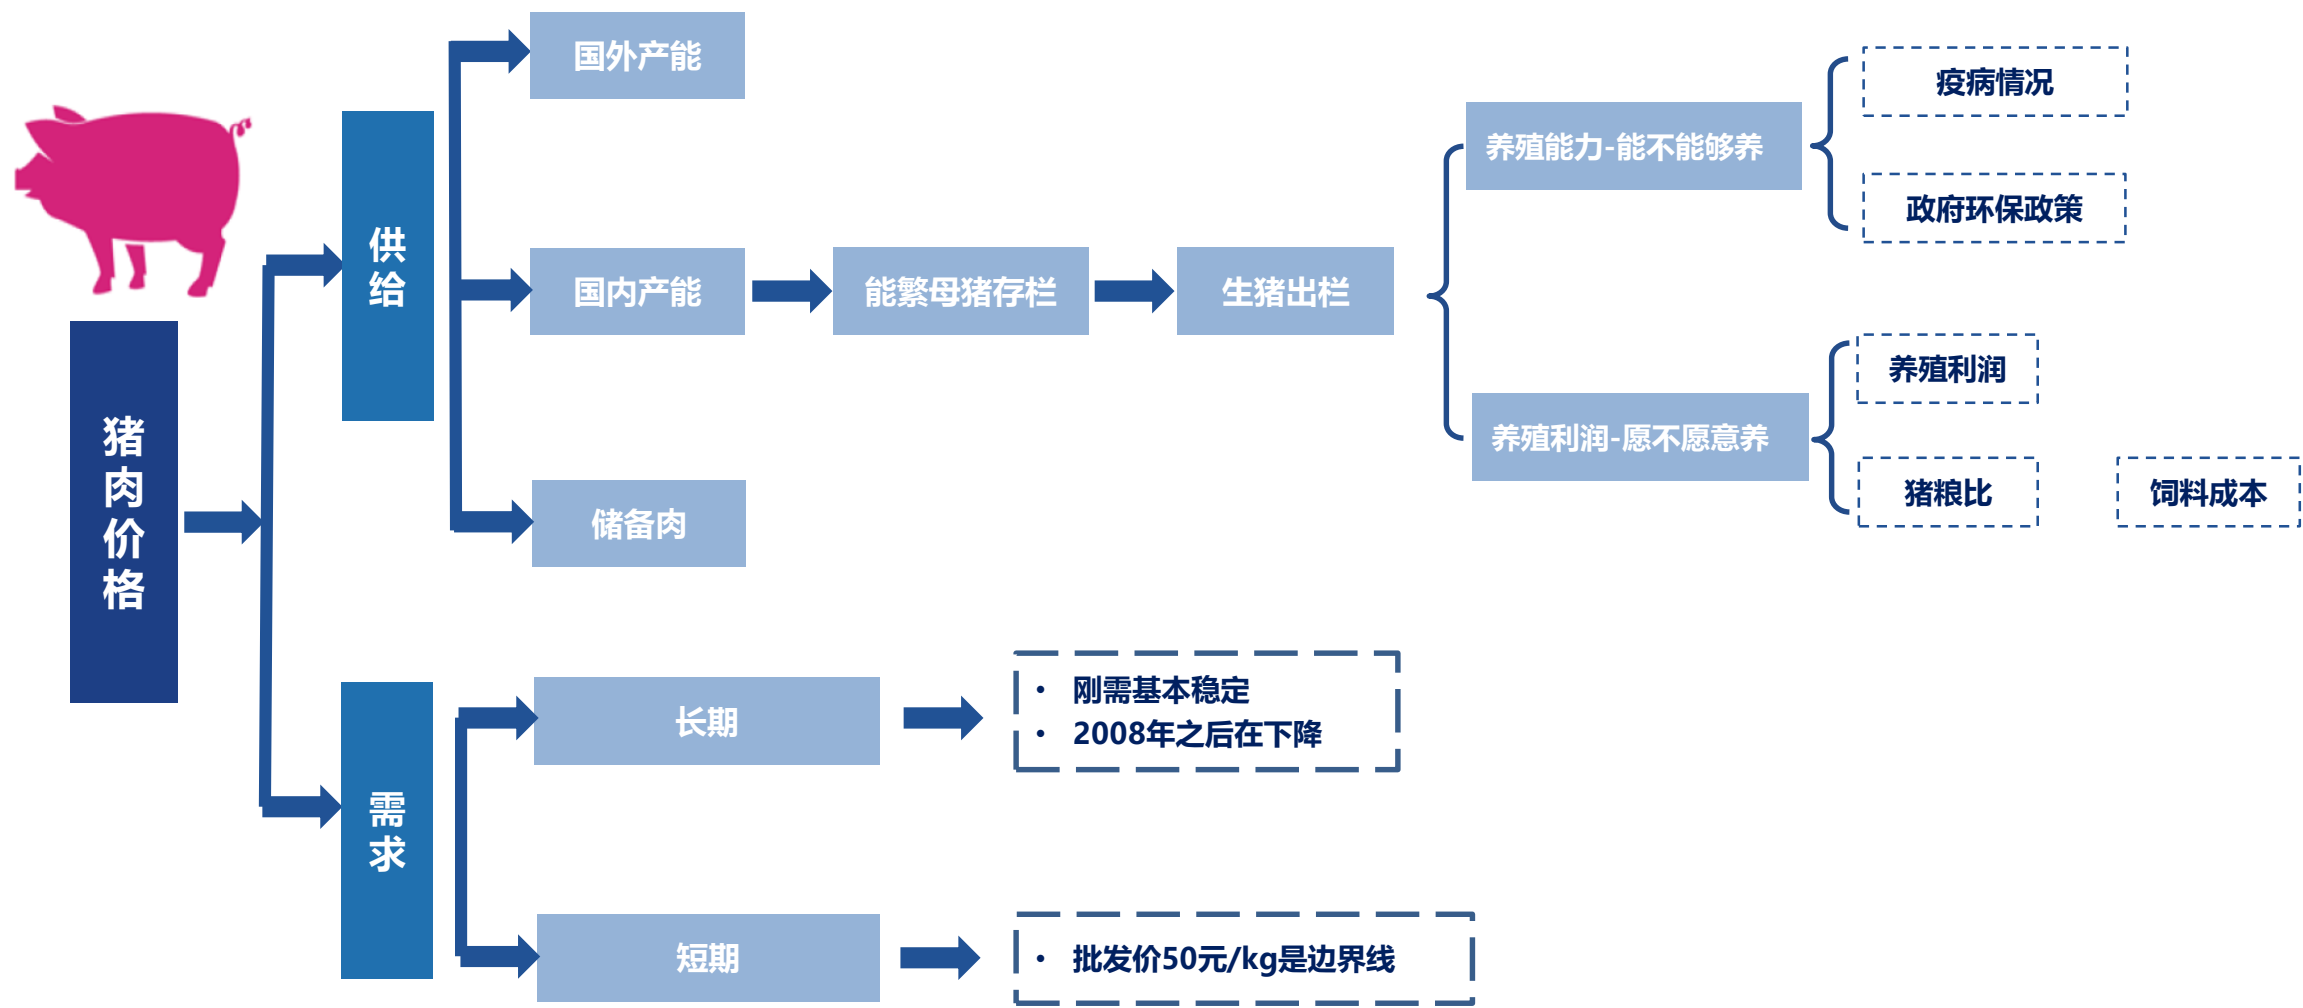 猪肉价格
供给
国外产能
国内产能
能繁母猪存栏
生猪出栏
养殖能力-能不能够养
疫病情况
政府环保政策
养殖利润-愿不愿意养
养殖利润
猪粮比
饲料成本
储备肉
需求
长期
• 刚需基本稳定
• 2008年之后在下降
短期
• 批发价50元/kg是边界线